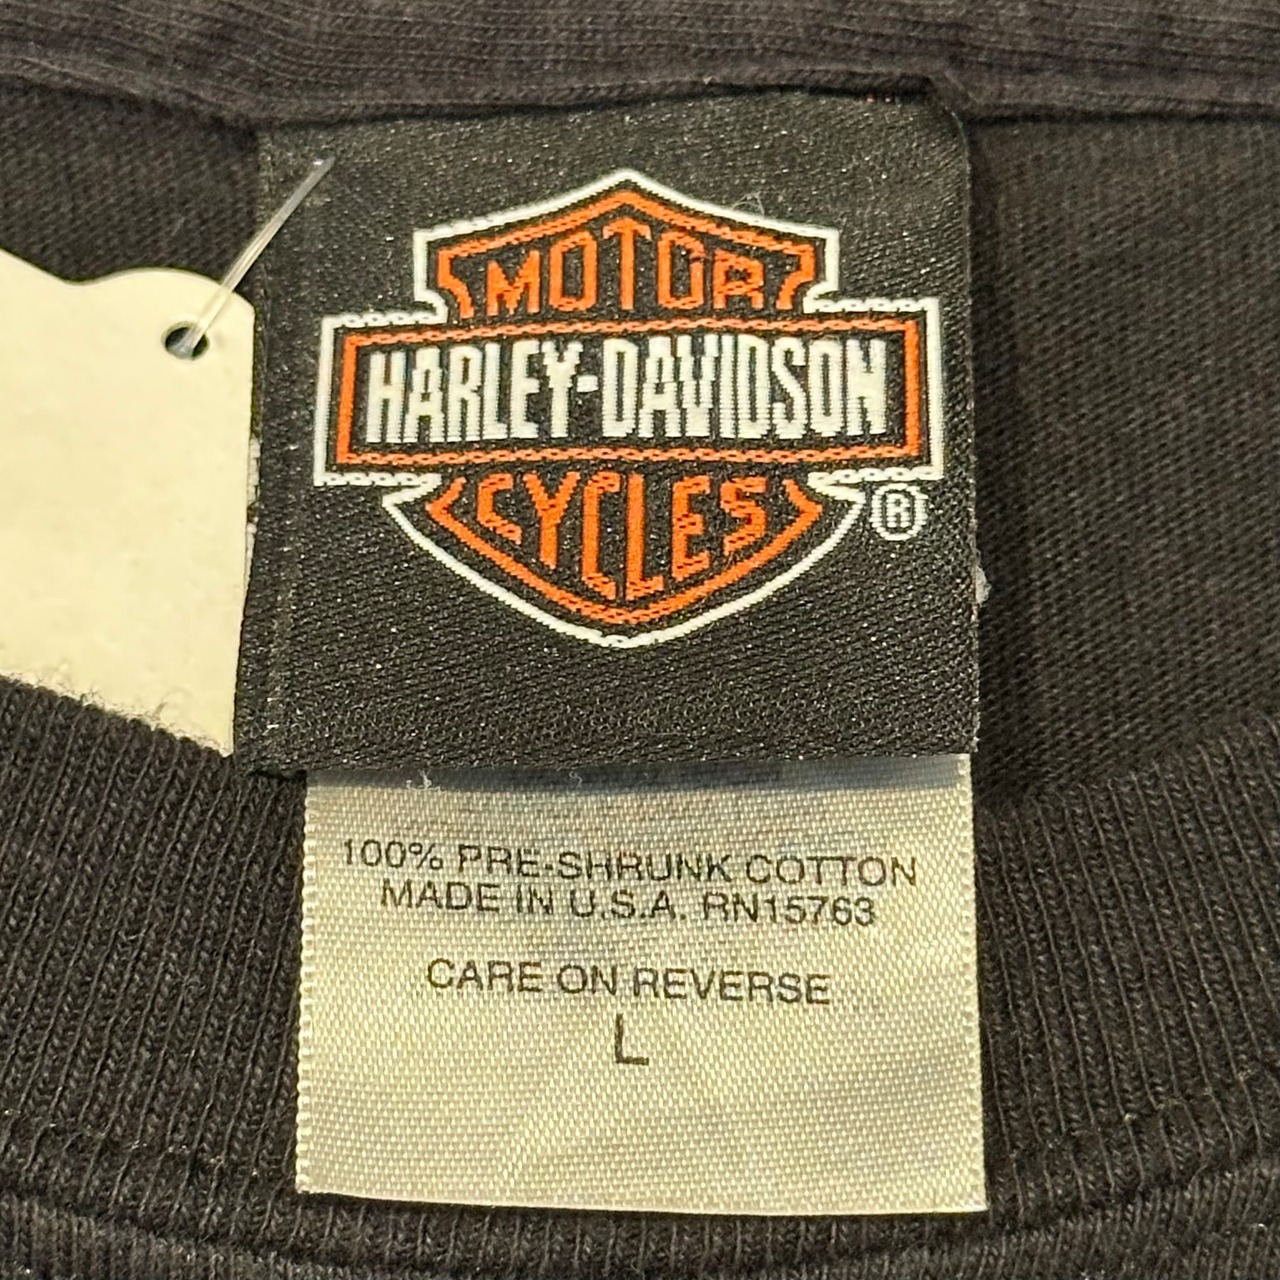 MOTOR
HARLEY-DAVIDSON
CYCLES
®
100% PRE-SHRUNK COTTON
MADE IN U.S.A. RN15763
CARE ON REVERSE
L